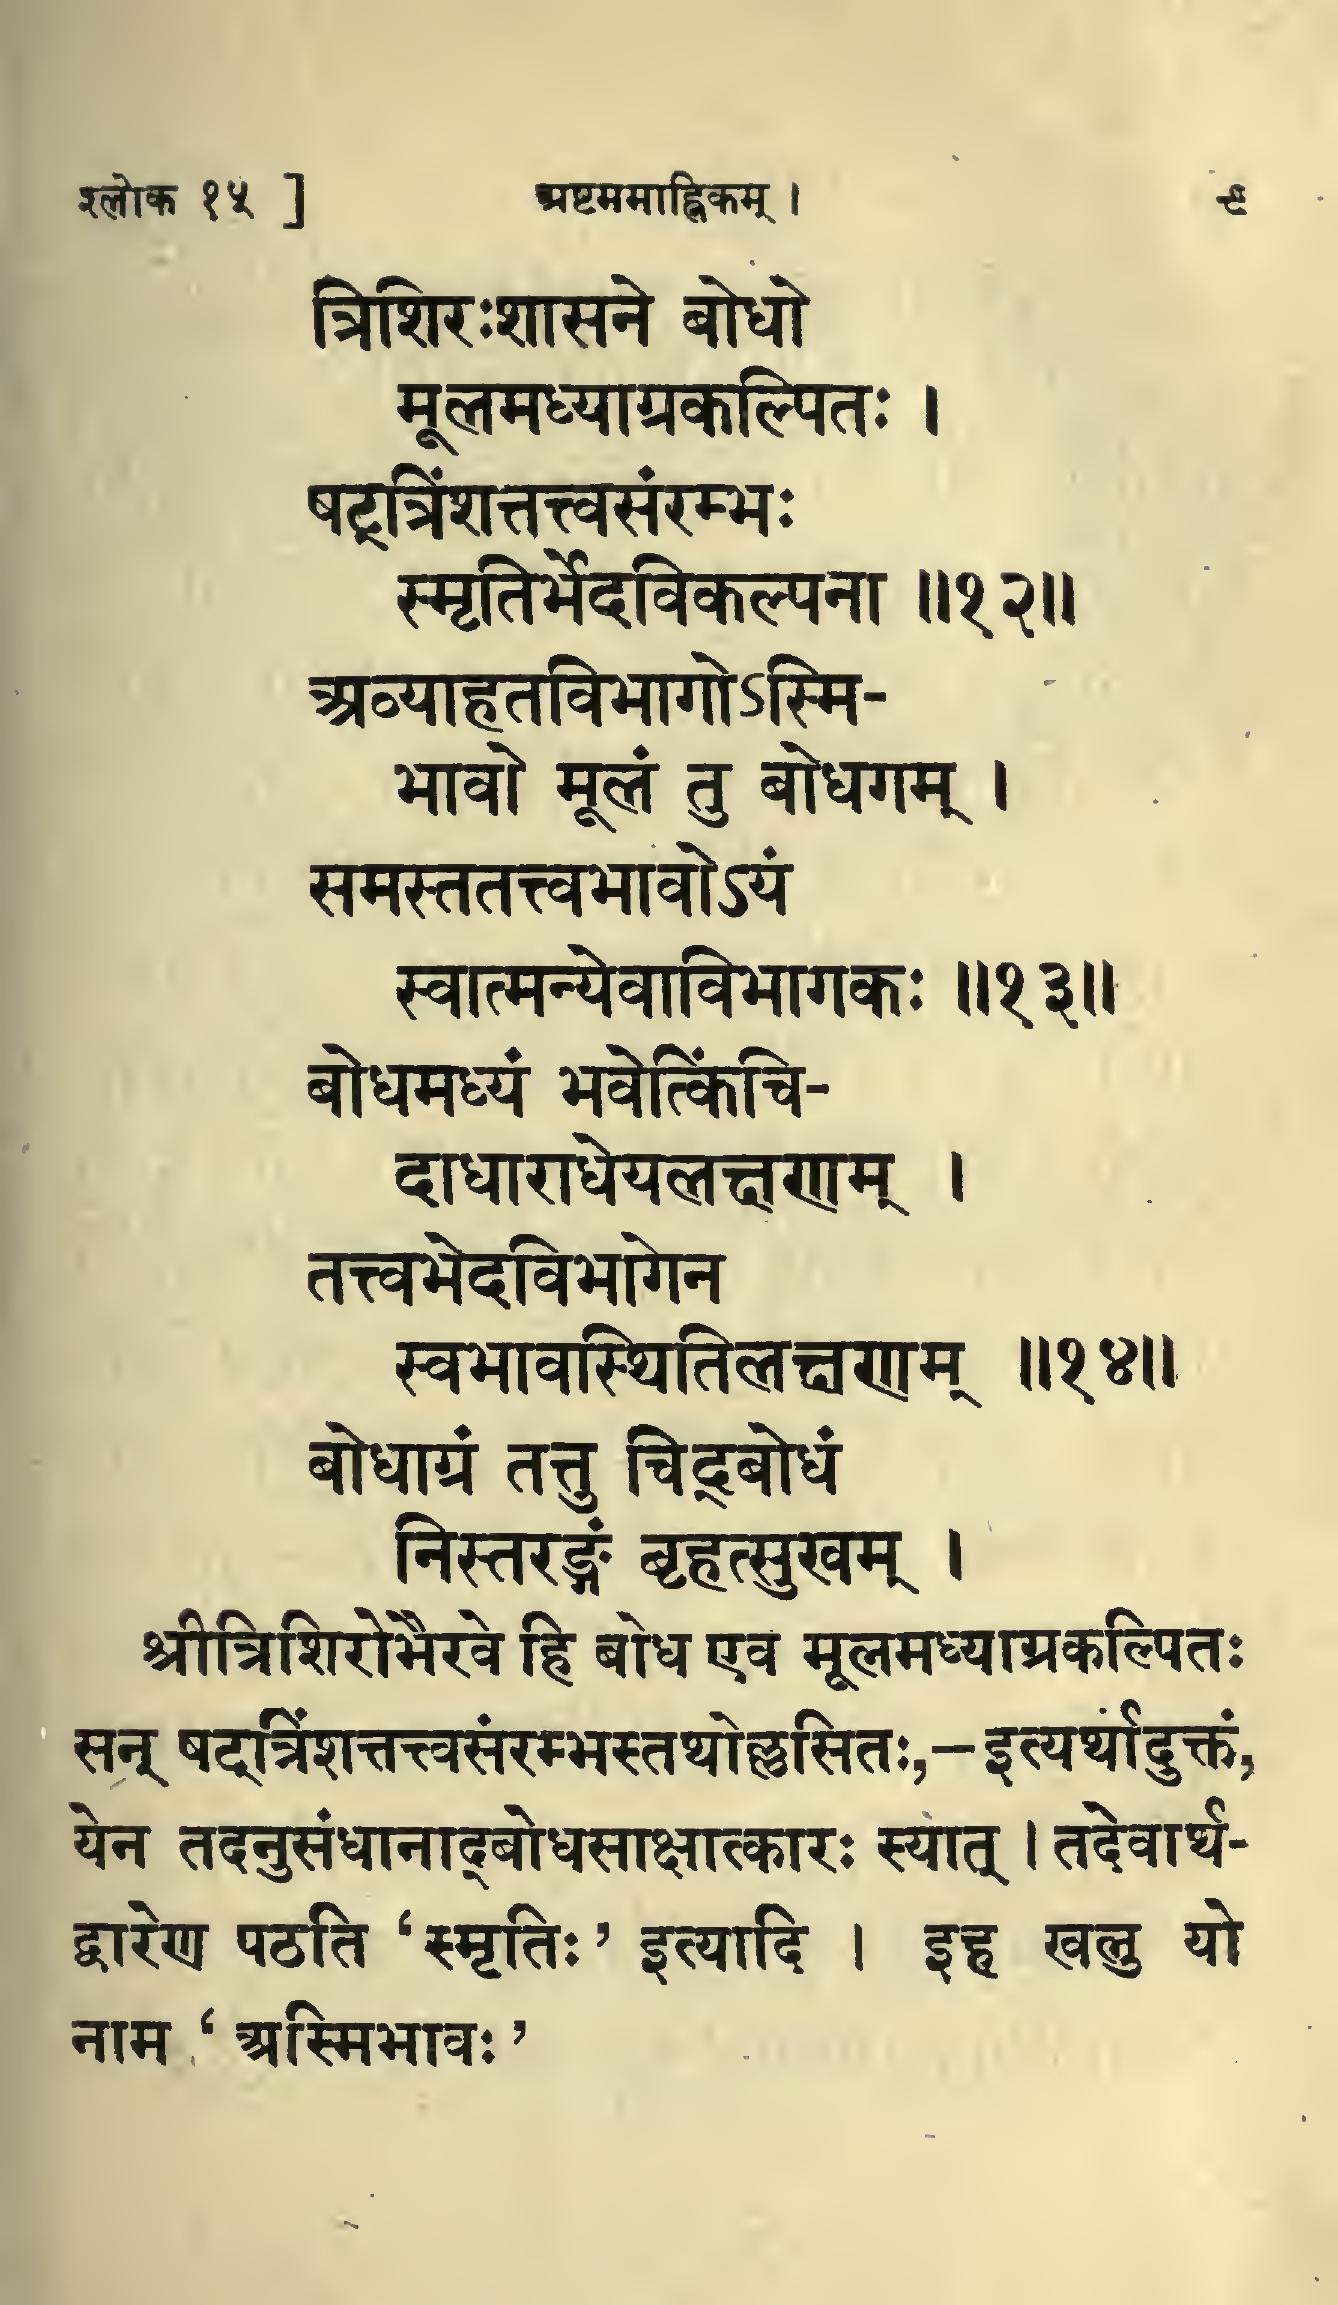 श्लोक १५ ] अष्टममाह्निकम् । ९
त्रिशिरःशासने बोधो
मूलमध्याग्रकल्पितः ।
षट्त्रिंशत्तत्त्वसंरम्भः
स्मृतिर्भेदविकल्पना ॥१२॥
अव्याहतविभागोऽस्मि-
भावो मूलं तु बोधगम् ।
समस्ततत्त्वभावोऽयं
स्वात्मन्येवाविभागकः ॥१३॥
बोधमध्यं भवेत्किंचि-
दाधाराधेयलक्षणम् ।
तत्त्वभेदविभागेन
स्वभावस्थितिलक्षणम् ॥१४॥
बोधाग्रं तत्तु चिद्बोधं
निस्तरङ्गं बृहत्सुखम् ।
श्रीत्रिशिरोभैरवे हि बोध एव मूलमध्याग्रकल्पितः
सन् षट्त्रिंशत्तत्त्वसंरम्भस्तथोल्लसितः,—इत्यर्थादुक्तं,
येन तदनुसंधानाद्बोधसाक्षात्कारः स्यात् । तदेवार्थ-
द्वारेण पठति ‘स्मृतिः’ इत्यादि । इह खलु यो
नाम ‘अस्मिभावः’